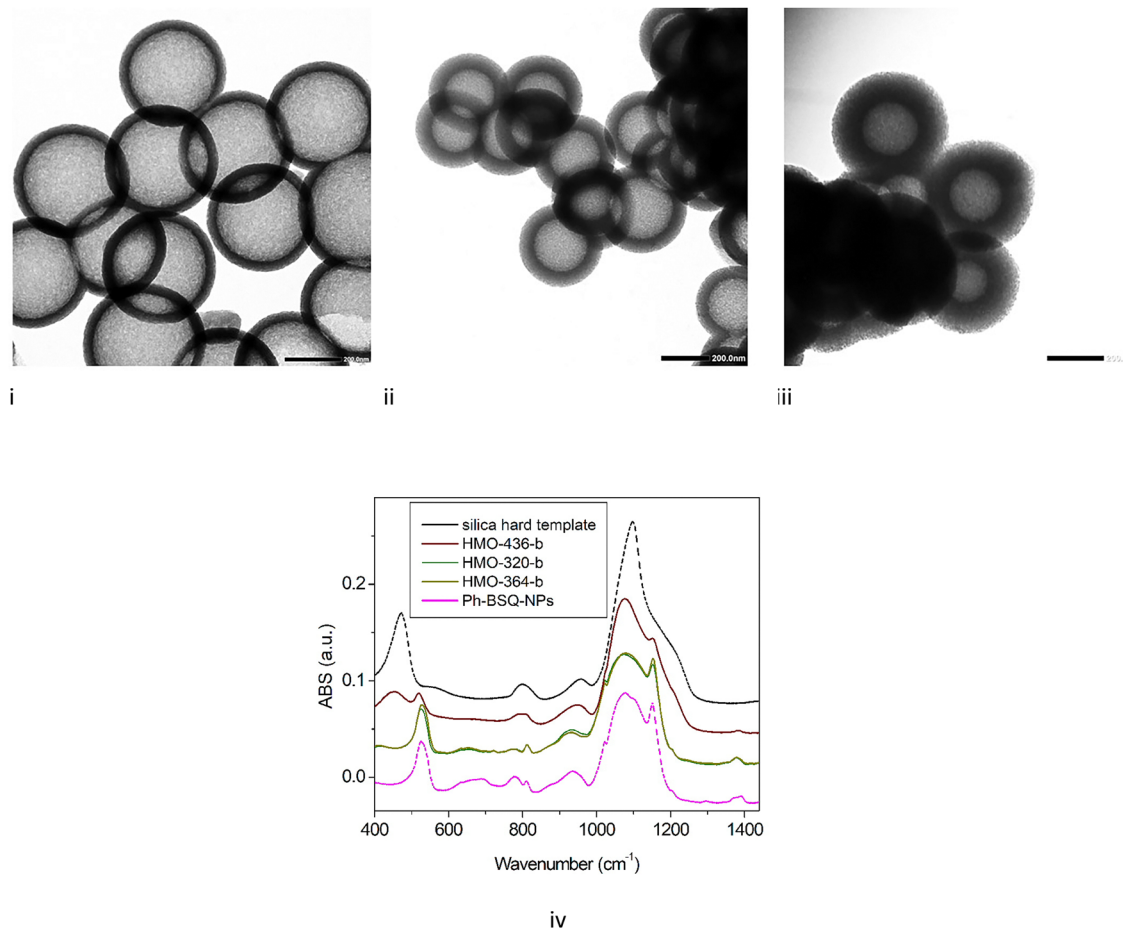 200.0nm
200.0nm
200.
i
ii
iii
silica hard template
HMO-436-b
HMO-320-b
HMO-364-b
Ph-BSQ-NPs
0.2
0.1
0.0
ABS (a.u.)
400 600 800 1000 1200 1400
Wavenumber (cm⁻¹)
iv